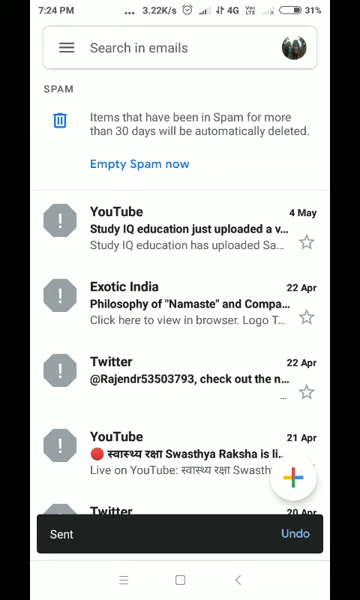 7:24 PM ... 3.22K/s 4G VoLTE 31%
Search in emails
SPAM
Items that have been in Spam for more
than 30 days will be automatically deleted.
Empty Spam now
YouTube 4 May
Study IQ education just uploaded a v...
Study IQ education has uploaded Sa...
Exotic India 22 Apr
Philosophy of "Namaste" and Compa...
Click here to view in browser. Logo T...
Twitter 22 Apr
@Rajendr53503793, check out the n...
...
YouTube 21 Apr
🔴 स्वास्थ्य रक्षा Swasthya Raksha is li..
Live on YouTube: स्वास्थ्य रक्षा Swasth
Twitter 20 Apr
Sent Undo